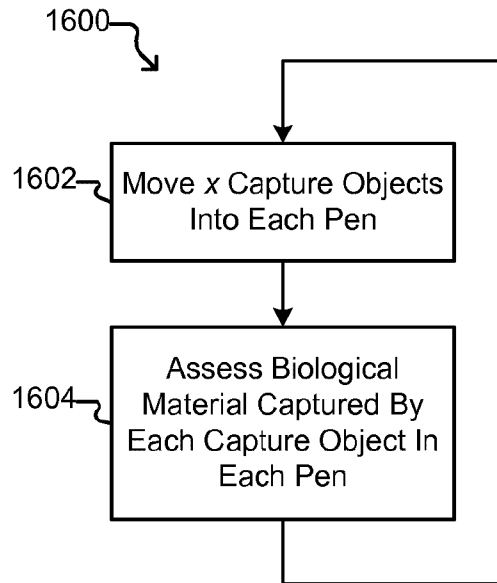 1600
1602
Move x Capture Objects
Into Each Pen
1604
Assess Biological
Material Captured By
Each Capture Object In
Each Pen